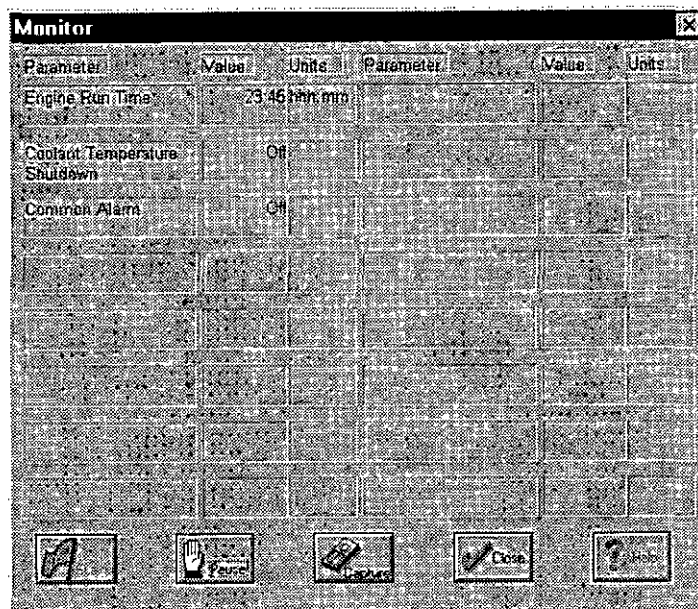 Monitor
Parameter Value Units Parameter Value Units
Engine Run Time 23:46 hhh:mm
Coolant Temperature Off
Shutdown
Common Alarm Off
Start Pause Capture Close Help